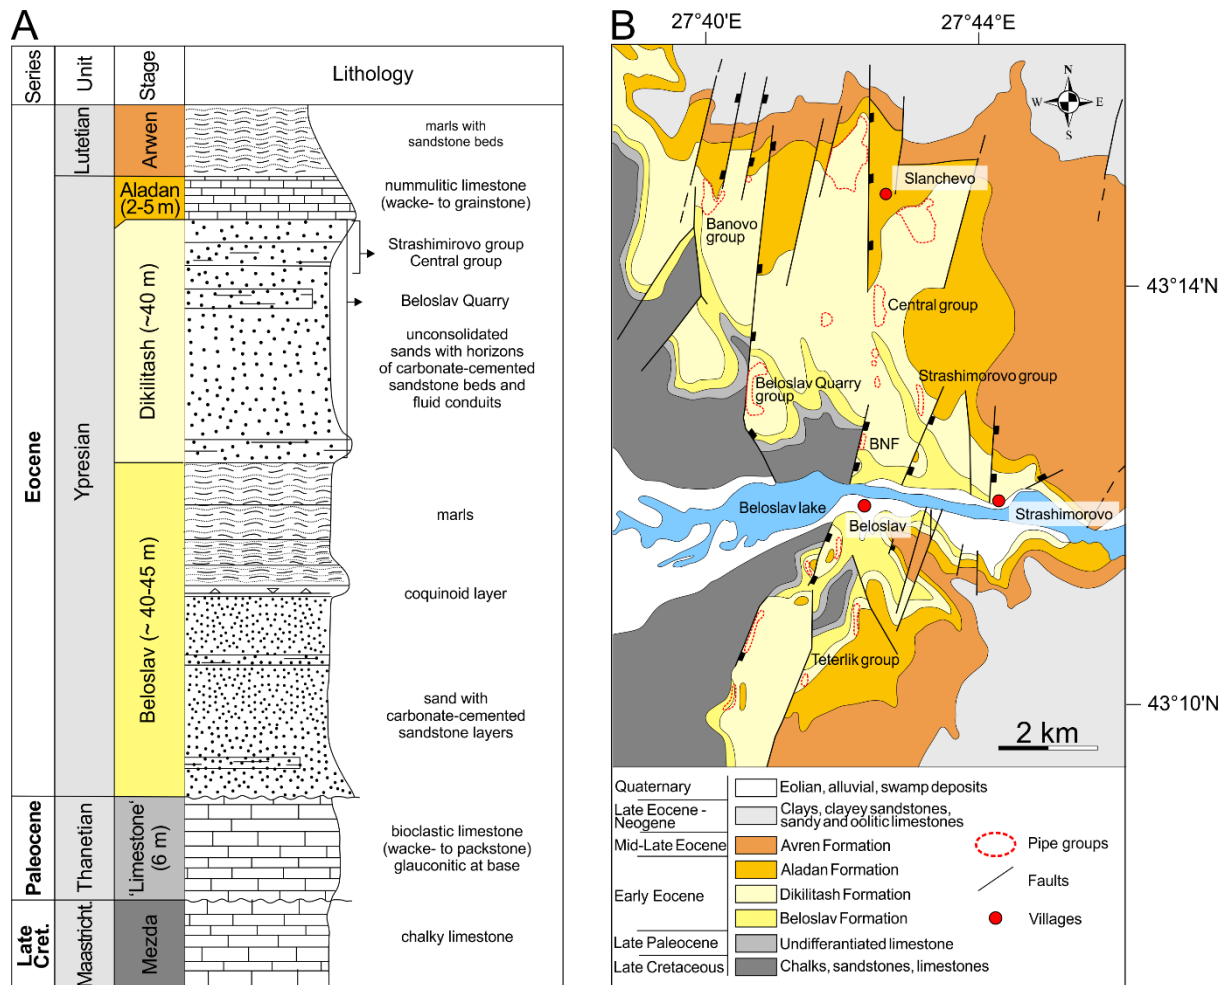 A
Series
Unit
Stage
Lithology
Eocene
Paleocene
Late
Cret.
Lutetian
Ypresian
Thanetian
Maastricht.
Arwen
Aladan
(2-5 m)
Dikilitash (~40 m)
Beloslav (~ 40-45 m)
'Limestone'
(6 m)
Mezda
marls with
sandstone beds
nummulitic limestone
(wacke- to grainstone)
Strashimirovo group
Central group
Beloslav Quarry
unconsolidated
sands with horizons
of carbonate-cemented
sandstone beds and
fluid conduits
marls
coquinoid layer
sand with
carbonate-cemented
sandstone layers
bioclastic limestone
(wacke- to packstone)
glauconitic at base
chalky limestone
B
27°40'E
27°44°E
N
W
E
S
Slanchevo
Banovo
group
43°14'N
Central group
Strashimorovo group
Beloslav Quarry
group
BNF
Beloslav lake
Beloslav
Strashimorovo
Teterlik group
43°10'N
2 km
Quaternary
Eolian, alluvial, swamp deposits
Late Eocene -
Neogene
Clays, clayey sandstones,
sandy and oolitic limestones
Mid-Late Eocene
Avren Formation
Early Eocene
Aladan Formation
Dikilitash Formation
Beloslav Formation
Late Paleocene
Undifferantiated limestone
Late Cretaceous
Chalks, sandstones, limestones
Pipe groups
Faults
Villages